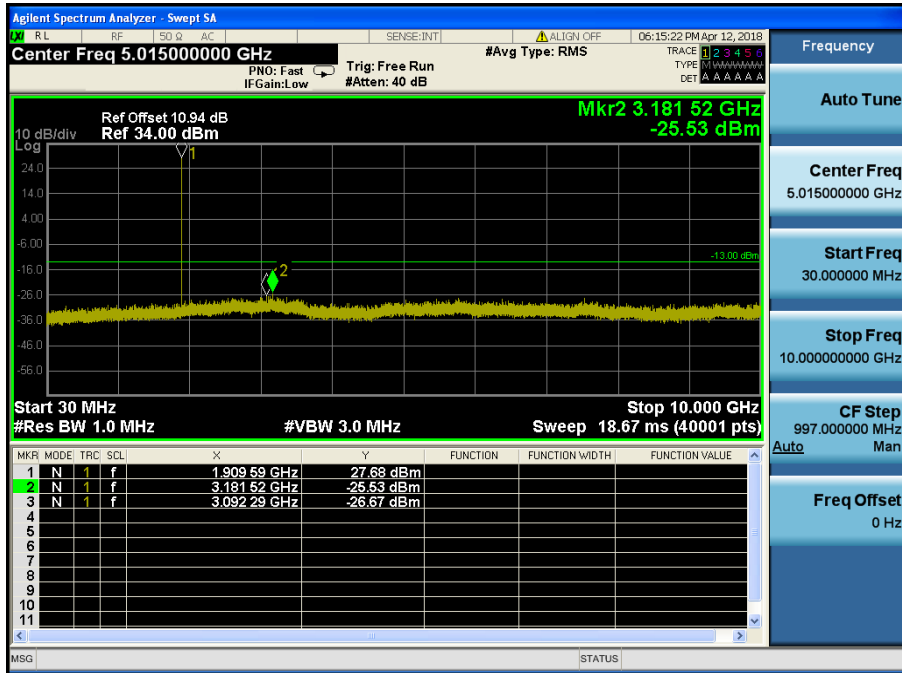 Agilent Spectrum Analyzer - Swept SA
LXI RL RF 50 Ω AC SENSE:INT ALIGN OFF 06:15:22 PM Apr 12, 2018
Center Freq 5.015000000 GHz #Avg Type: RMS TRACE 1 2 3 4 5 6
PNO: Fast Trig: Free Run TYPE M WWWWW
IFGain:Low #Atten: 40 dB DET A A A A A A
Mkr2 3.181 52 GHz
Ref Offset 10.94 dB
10 dB/div Ref 34.00 dBm -25.53 dBm
Log
1
24.0
14.0
4.00
-6.00
-13.00 dBm
-16.0
2
-26.0
-36.0
-46.0
-56.0
Start 30 MHz Stop 10.000 GHz
#Res BW 1.0 MHz #VBW 3.0 MHz Sweep 18.67 ms (40001 pts)
MKR MODE TRC SCL X Y FUNCTION FUNCTION WIDTH FUNCTION VALUE
1 N 1 f 1.909 59 GHz 27.68 dBm
2 N 1 f 3.181 52 GHz -25.53 dBm
3 N 1 f 3.092 29 GHz -26.67 dBm
4
5
6
7
8
9
10
11
MSG STATUS
Frequency
Auto Tune
Center Freq
5.015000000 GHz
Start Freq
30.000000 MHz
Stop Freq
10.000000000 GHz
CF Step
997.000000 MHz
Auto Man
Freq Offset
0 Hz